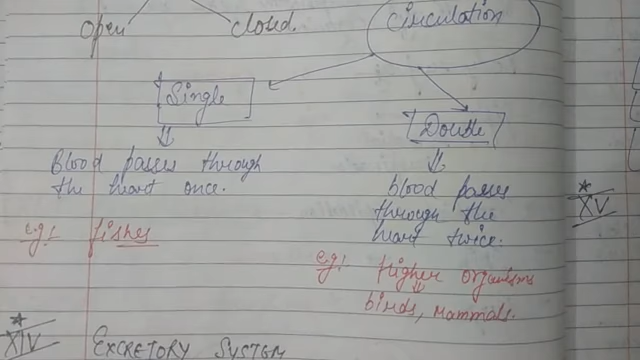 Open
Closed.
Circulation
Single
Double
Blood passes through
the heart once.
e.g! fishes
blood passes
through the
heart twice.
e.g! Higher organisms
birds, mammals.
XV
XIV EXCRETORY SYSTEM